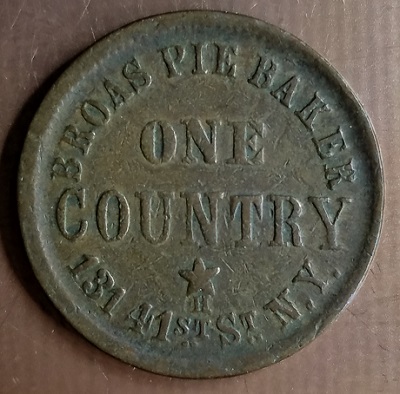 BROAS PIE BAKER
ONE
COUNTRY
H
131 41ST ST. N.Y.